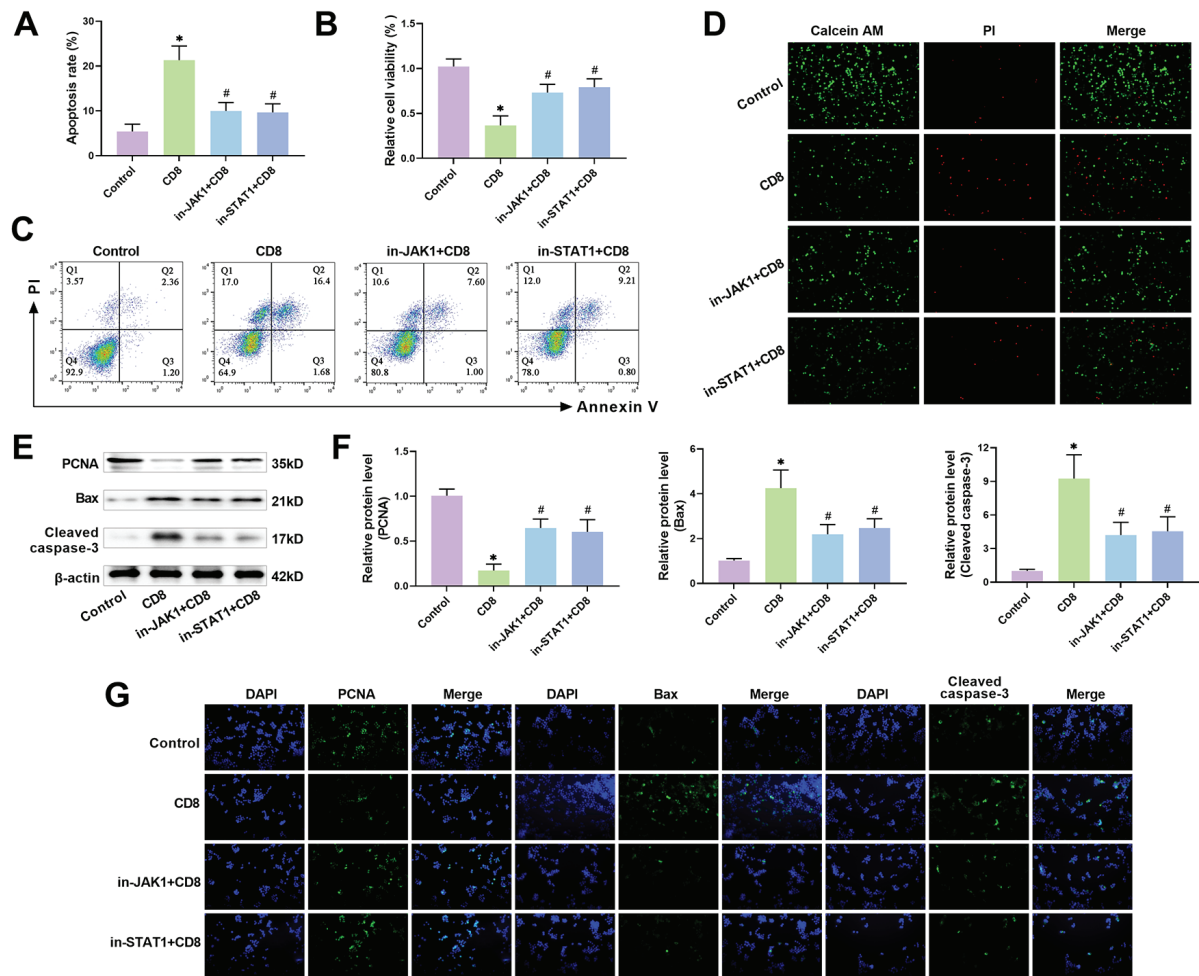 A
Apoptosis rate (%)
30
20
10
0
*
#
#
Control
CD8
in-JAK1+CD8
in-STAT1+CD8
B
Relative cell viability (% )
1.5
1.0
0.5
0.0
*
#
#
Control
CD8
in-JAK1+CD8
in-STAT1+CD8
C
Control
CD8
in-JAK1+CD8
in-STAT1+CD8
PI
Q1
3.57
Q2
2.36
Q4
92.9
Q3
1.20
Q1
17.0
Q2
16.4
Q4
64.9
Q3
1.68
Q1
10.6
Q2
7.60
Q4
80.8
Q3
1.00
Q1
12.0
Q2
9.21
Q4
78.0
Q3
0.80
Annexin V
D
Calcein AM PI Merge
Control
CD8
in-JAK1+CD8
in-STAT1+CD8
E
PCNA 35kD
Bax 21kD
Cleaved
caspase-3 17kD
β-actin 42kD
Control
CD8
in-JAK1+CD8
in-STAT1+CD8
F
Relative protein level
(PCNA)
1.5
1.0
0.5
0.0
*
#
#
Control
CD8
in-JAK1+CD8
in-STAT1+CD8
Relative protein level
(Bax)
6
4
2
0
*
#
#
Control
CD8
in-JAK1+CD8
in-STAT1+CD8
Relative protein level
(Cleaved caspase-3)
12
9
6
3
0
*
#
#
Control
CD8
in-JAK1+CD8
in-STAT1+CD8
G
DAPI PCNA Merge DAPI Bax Merge DAPI Cleaved caspase-3 Merge
Control
CD8
in-JAK1+CD8
in-STAT1+CD8